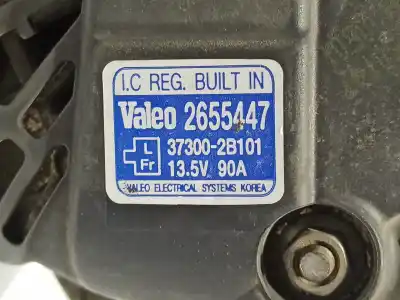 I.C REG. BUILT IN
Valeo 2655447
L
Fr
37300-2B101
13.5V 90A
VALEO ELECTRICAL SYSTEMS KOREA